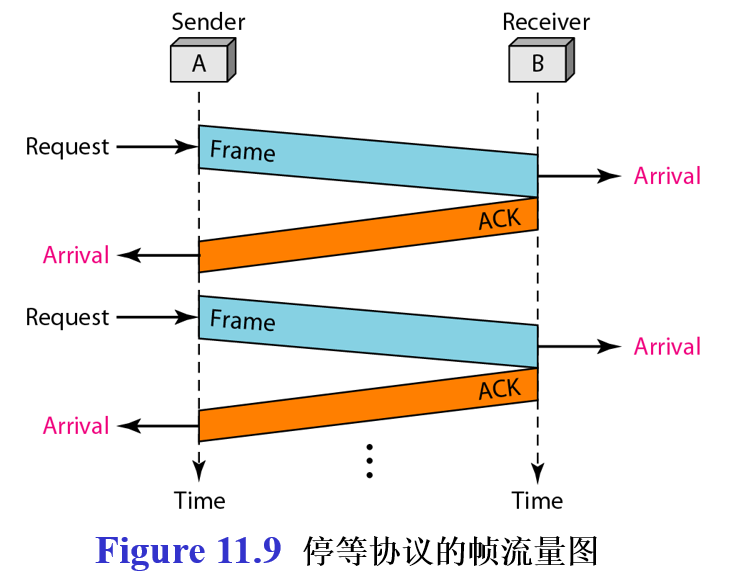 Sender Receiver
A B
Request Frame
Arrival
ACK
Arrival
Request Frame
Arrival
ACK
Arrival
Time Time
Figure 11.9 停等协议的帧流量图